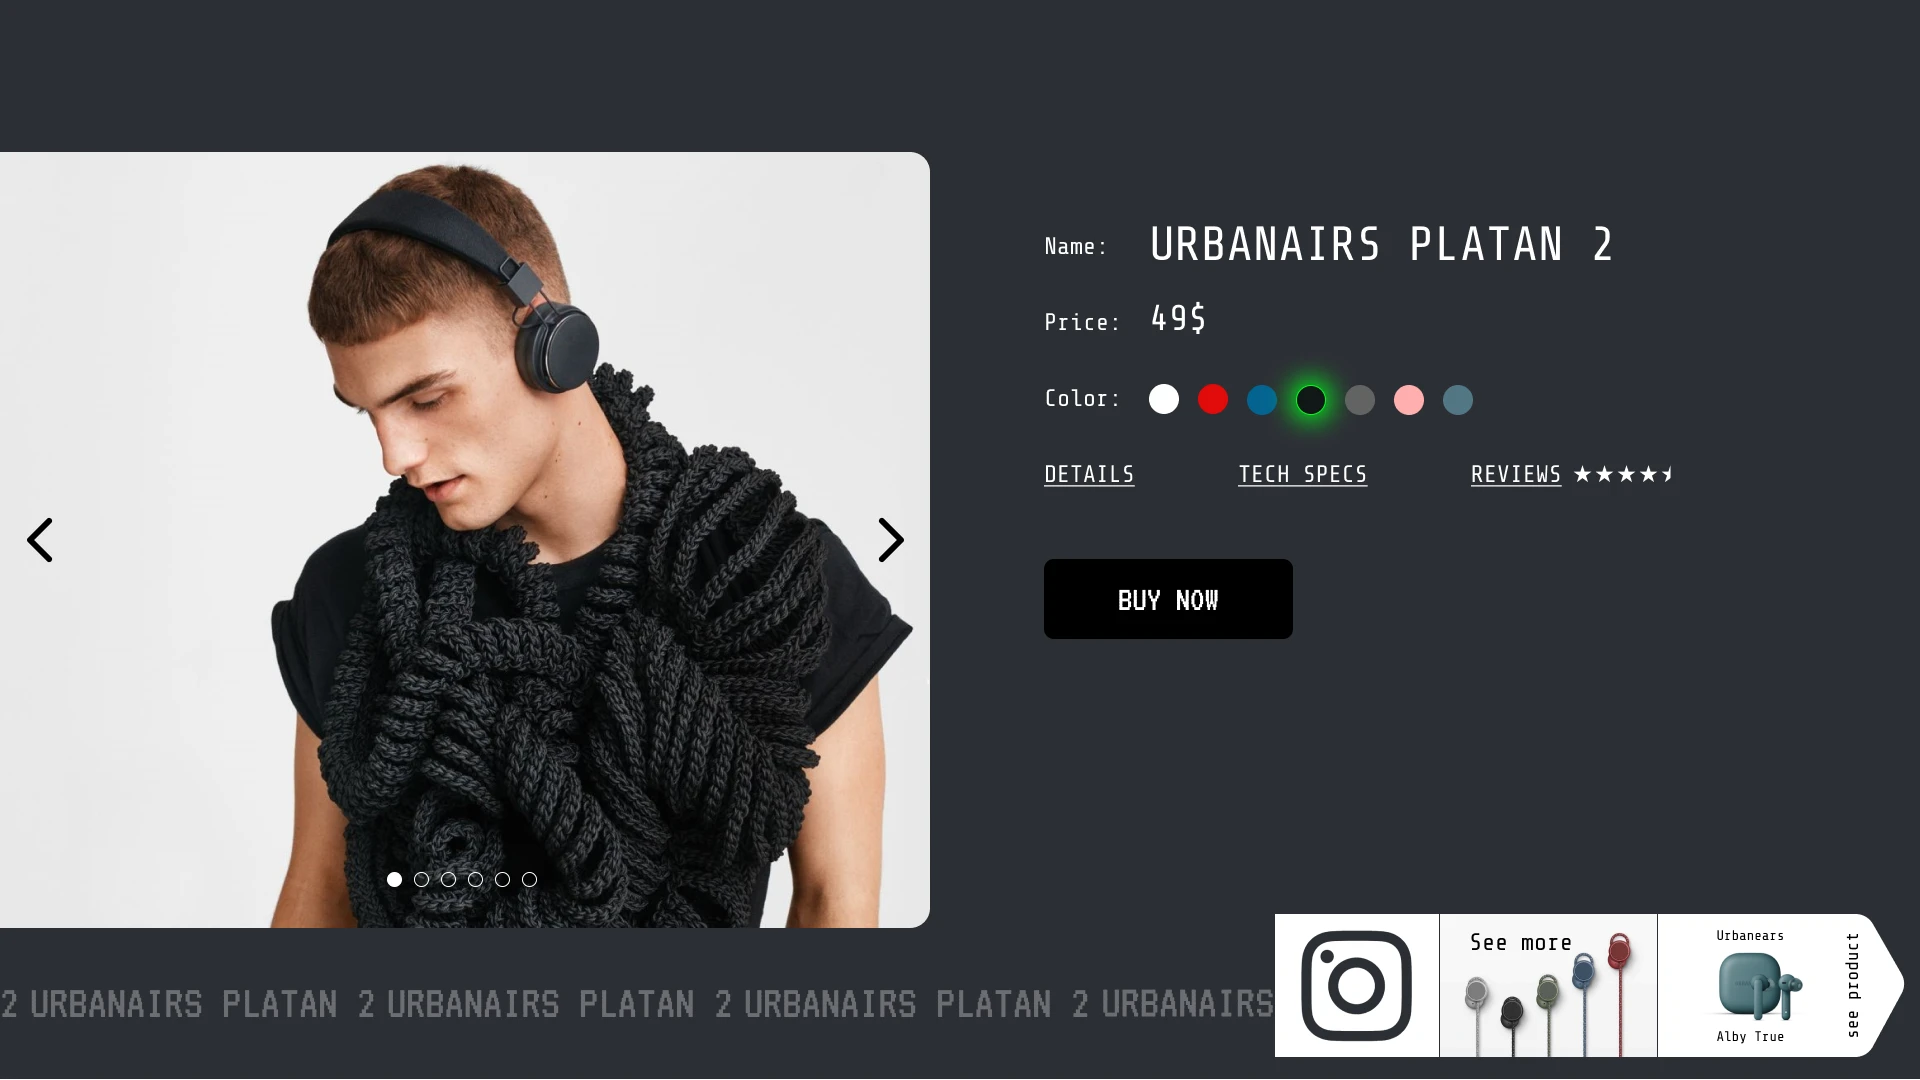 Name: URBANAIRS PLATAN 2
Price: 49$
Color:
DETAILS TECH SPECS REVIEWS ★★★★⯨
BUY NOW
2 URBANAIRS PLATAN 2 URBANAIRS PLATAN 2 URBANAIRS PLATAN 2 URBANAIRS
See more
Urbanears
Alby True
see product